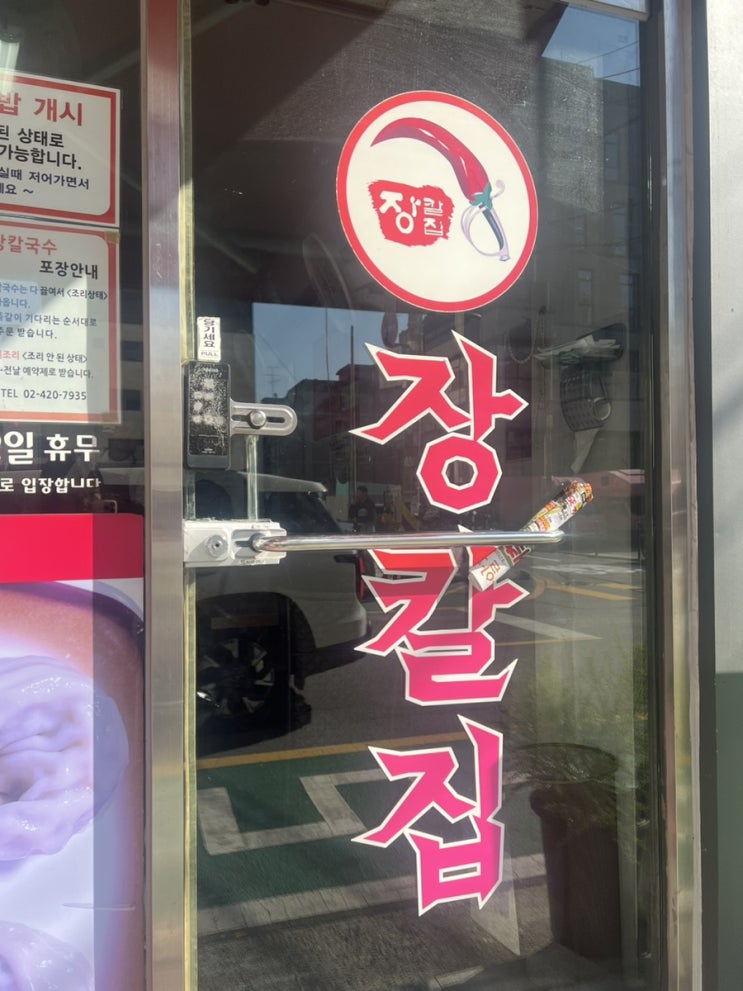 밥 개시
된 상태로
가능합니다.
실때 저어가면서
세요 ~
장칼국수
포장안내
칼국수는 다 끓여서 <조리상태>
나옵니다.
똑같이 기다리는 순서대로
주문 받습니다.
<조리 안 된 상태>
전날 예약제로 받습니다.
TEL 02-420-7935
일 휴무
로 입장합니다
당기세요
PULL
장칼집
장
칼
집